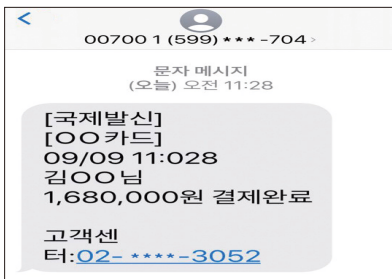 00700 1 (599) *** -704 >
문자 메시지
(오늘) 오전 11:28
[국제발신]
[OO카드]
09/09 11:028
김OO님
1,680,000원 결제완료
고객센
터:02- ****-3052